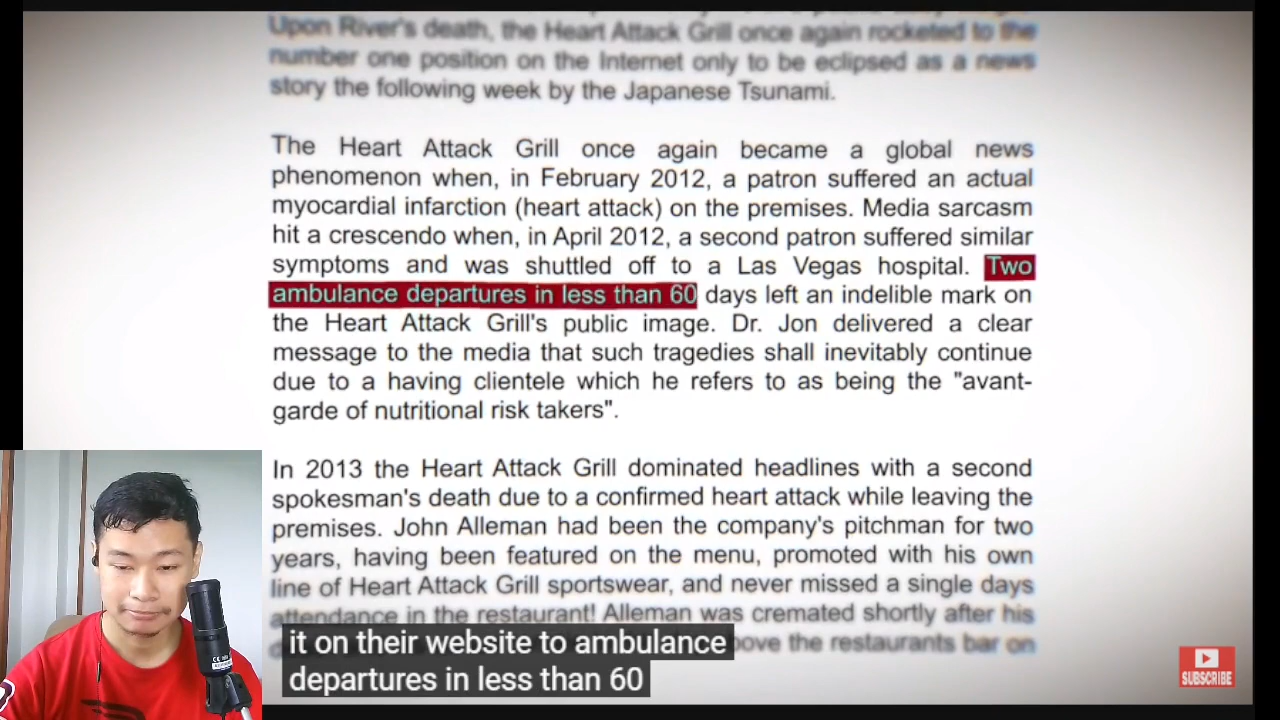 Upon River's death, the Heart Attack Grill once again rocketed to the
number one position on the Internet only to be eclipsed as a news
story the following week by the Japanese Tsunami.
The Heart Attack Grill once again became a global news
phenomenon when, in February 2012, a patron suffered an actual
myocardial infarction (heart attack) on the premises. Media sarcasm
hit a crescendo when, in April 2012, a second patron suffered similar
symptoms and was shuttled off to a Las Vegas hospital. Two
ambulance departures in less than 60 days left an indelible mark on
the Heart Attack Grill's public image. Dr. Jon delivered a clear
message to the media that such tragedies shall inevitably continue
due to a having clientele which he refers to as being the "avant-
garde of nutritional risk takers".
In 2013 the Heart Attack Grill dominated headlines with a second
spokesman's death due to a confirmed heart attack while leaving the
premises. John Alleman had been the company's pitchman for two
years, having been featured on the menu, promoted with his own
line of Heart Attack Grill sportswear, and never missed a single days
attendance in the restaurant! Alleman was cremated shortly after his
the restaurants bar on
it on their website to ambulance
departures in less than 60
SUBSCRIBE